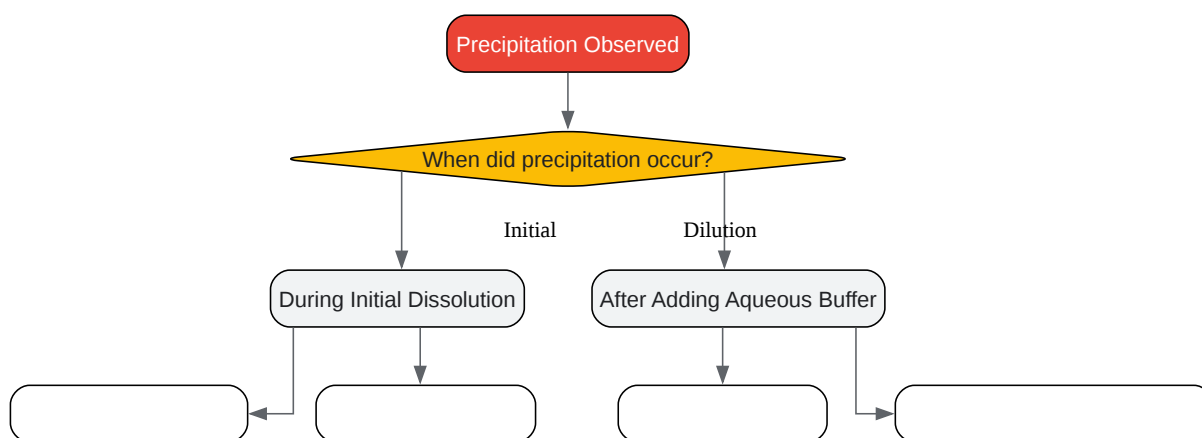 Precipitation Observed
When did precipitation occur?
Initial
Dilution
During Initial Dissolution
After Adding Aqueous Buffer